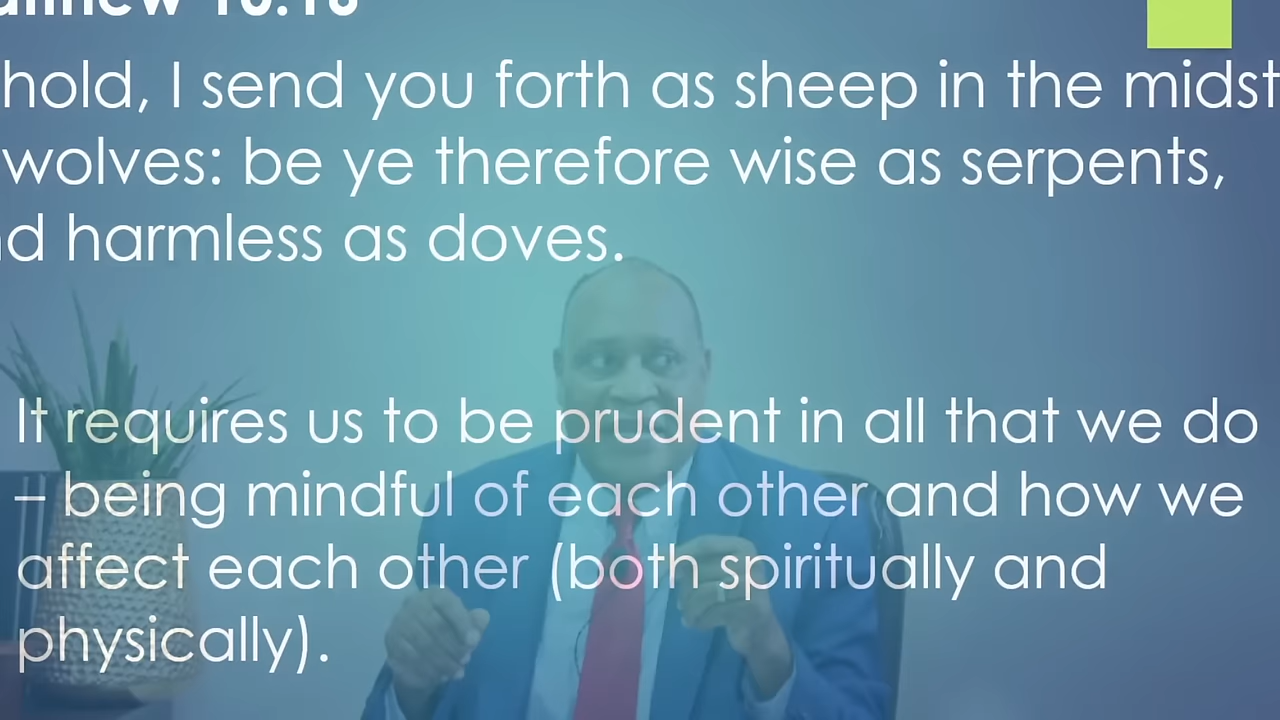 hold, I send you forth as sheep in the midst
wolves: be ye therefore wise as serpents,
d harmless as doves.
It requires us to be prudent in all that we do
– being mindful of each other and how we
affect each other (both spiritually and
physically).